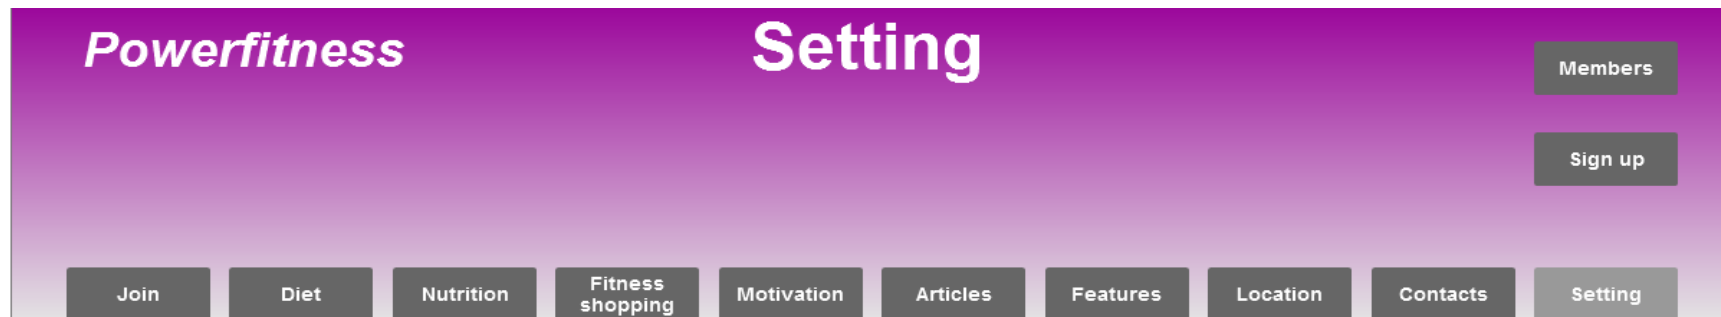 Powerfitness
Setting
Members
Sign up
Join
Diet
Nutrition
Fitness
shopping
Motivation
Articles
Features
Location
Contacts
Setting